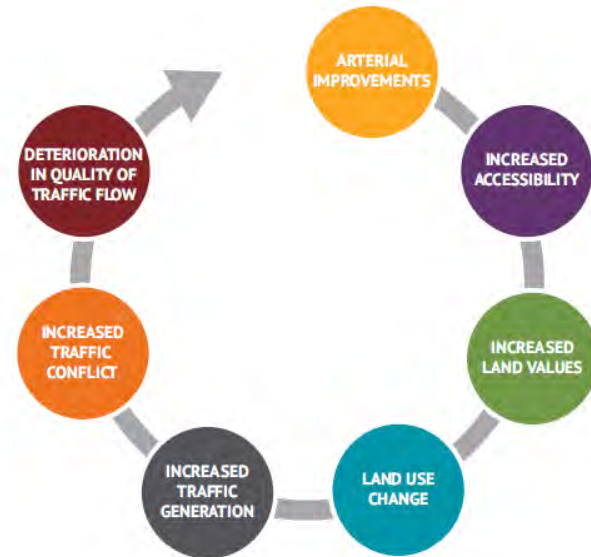 ARTERIAL
IMPROVEMENTS
INCREASED
ACCESSIBILITY
INCREASED
LAND VALUES
LAND USE
CHANGE
INCREASED
TRAFFIC
GENERATION
INCREASED
TRAFFIC
CONFLICT
DETERIORATION
IN QUALITY OF
TRAFFIC FLOW